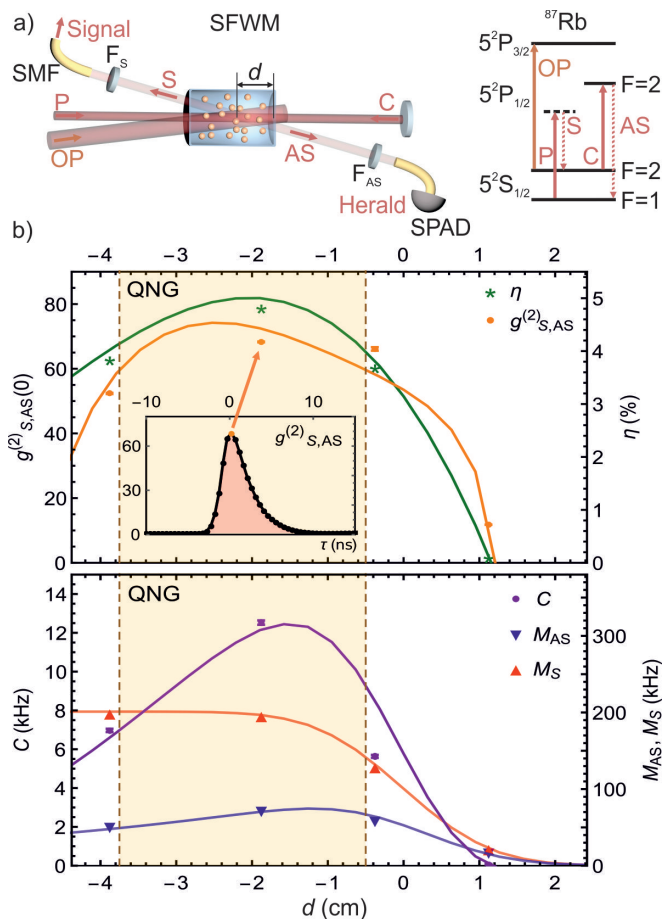 a)
Signal
SFWM
⁸⁷Rb
SMF
F_S
S
d
P
C
OP
AS
F_AS
Herald
SPAD
5²P₃/₂
OP
5²P₁/₂
F=2
S
AS
P
C
F=2
5²S₁/₂
F=1
b)
−4 −3 −2 −1 0 1 2
QNG
η
g⁽²⁾S,AS
80
60
40
20
0
g⁽²⁾S,AS(0)
5
4
3
2
1
0
η (%)
−10 0 10
g⁽²⁾S,AS
60
30
0
τ (ns)
QNG
C
M_AS
M_S
14
12
10
8
6
4
2
0
C (kHz)
300
200
100
0
M_AS, M_S (kHz)
−4 −3 −2 −1 0 1 2
d (cm)